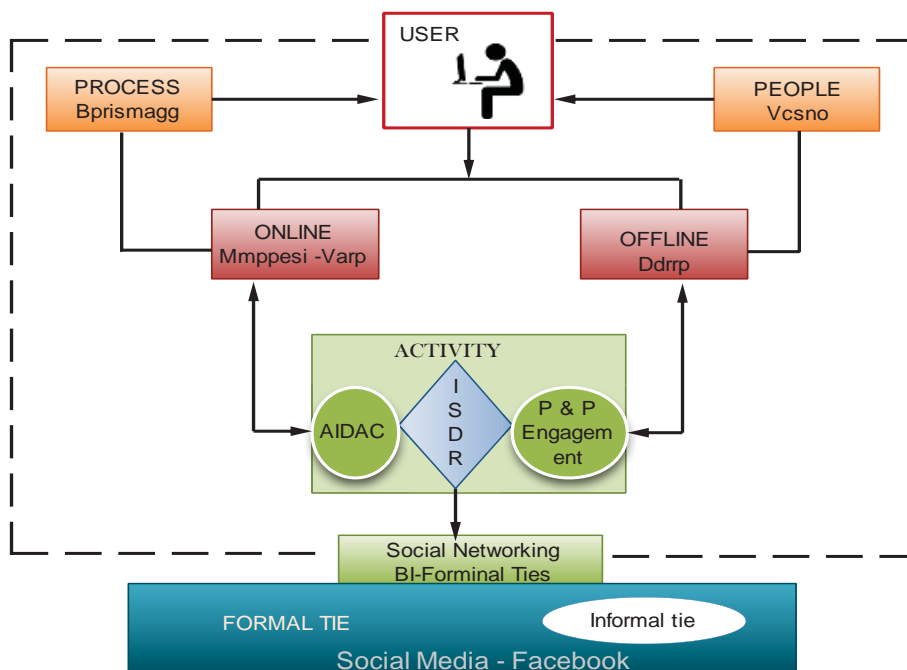 USER
PROCESS
Bprismagg
PEOPLE
Vcsno
ONLINE
Mmppesi -Varp
OFFLINE
Ddrrp
ACTIVITY
AIDAC
I
S
D
R
P & P
Engagem
ent
Social Networking
BI-Forminal Ties
FORMAL TIE
Informal tie
Social Media - Facebook